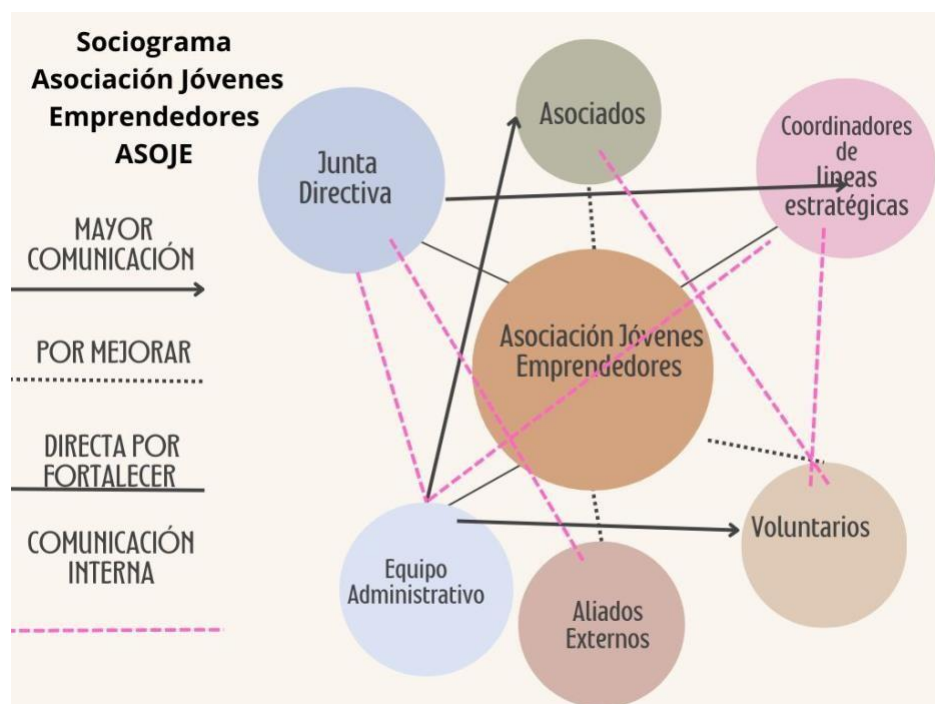 Sociograma
Asociación Jóvenes
Emprendedores
ASOJE
MAYOR
COMUNICACIÓN
POR MEJORAR
DIRECTA POR
FORTALECER
COMUNICACIÓN
INTERNA
Junta
Directiva
Asociados
Coordinadores
de
lineas
estratégicas
Asociación Jóvenes
Emprendedores
Equipo
Administrativo
Aliados
Externos
Voluntarios